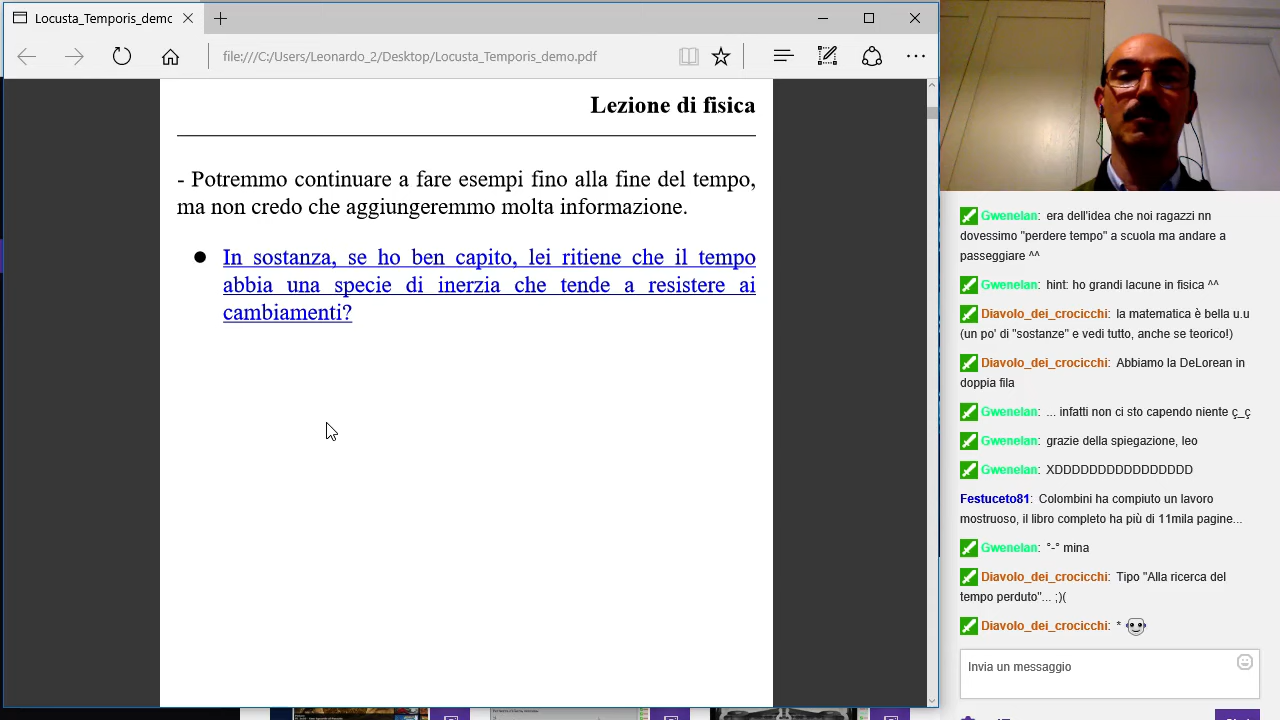 Locusta_Temporis_demo
file:///C:/Users/Leonardo_2/Desktop/Locusta_Temporis_demo.pdf
Lezione di fisica
- Potremmo continuare a fare esempi fino alla fine del tempo,
ma non credo che aggiungeremmo molta informazione.
● In sostanza, se ho ben capito, lei ritiene che il tempo
abbia una specie di inerzia che tende a resistere ai
cambiamenti?
Gwenelan: era dell'idea che noi ragazzi nn
dovessimo "perdere tempo" a scuola ma andare a
passeggiare ^^
Gwenelan: hint: ho grandi lacune in fisica ^^
Diavolo_dei_crocicchi: la matematica è bella u.u
(un po' di "sostanze" e vedi tutto, anche se teorico!)
Diavolo_dei_crocicchi: Abbiamo la DeLorean in
doppia fila
Gwenelan: ... infatti non ci sto capendo niente ç_ç
Gwenelan: grazie della spiegazione, leo
Gwenelan: XDDDDDDDDDDDDDDDDD
Festuceto81: Colombini ha compiuto un lavoro
mostruoso, il libro completo ha più di 11mila pagine...
Gwenelan: °-° mina
Diavolo_dei_crocicchi: Tipo "Alla ricerca del
tempo perduto"... ;)(
Diavolo_dei_crocicchi: *
Invia un messaggio